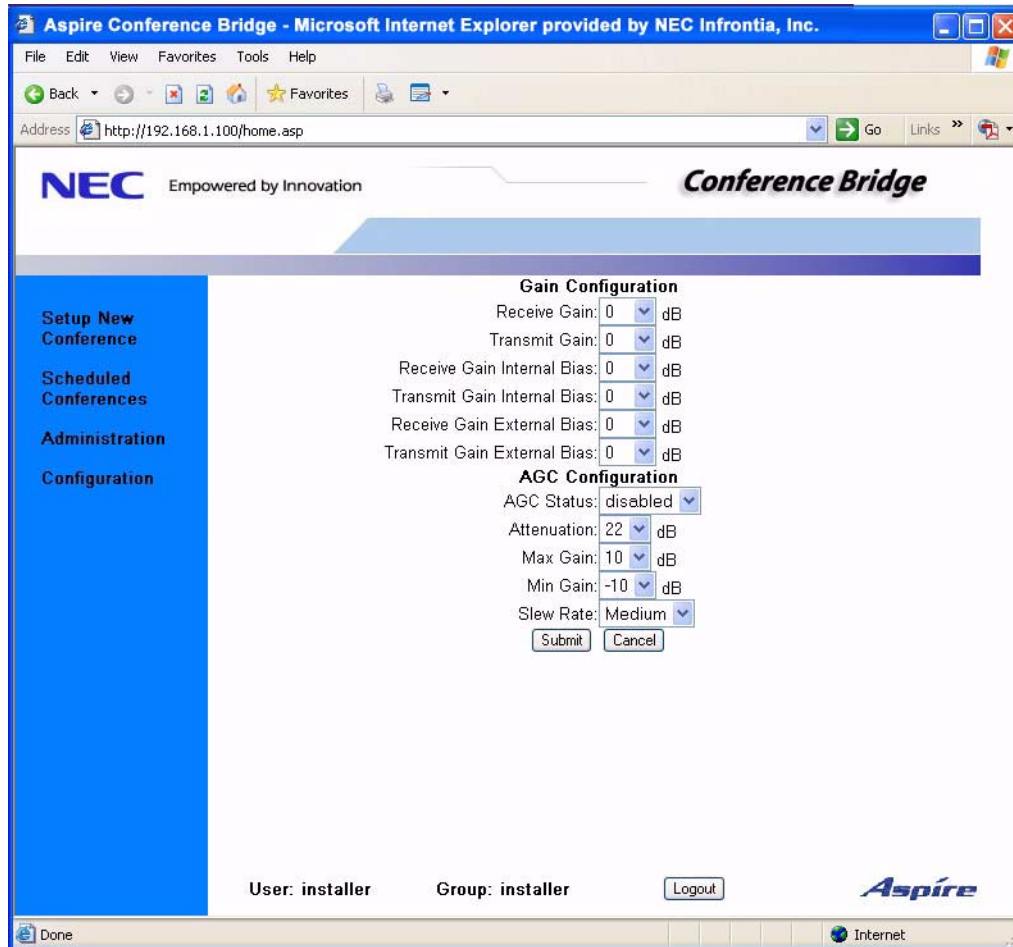 Aspire Conference Bridge - Microsoft Internet Explorer provided by NEC Infrontia, Inc.
File Edit View Favorites Tools Help
Back Favorites
Address http://192.168.1.100/home.asp Go Links »
NEC Empowered by Innovation Conference Bridge
Setup New
Conference
Scheduled
Conferences
Administration
Configuration
Gain Configuration
Receive Gain: 0 dB
Transmit Gain: 0 dB
Receive Gain Internal Bias: 0 dB
Transmit Gain Internal Bias: 0 dB
Receive Gain External Bias: 0 dB
Transmit Gain External Bias: 0 dB
AGC Configuration
AGC Status: disabled
Attenuation: 22 dB
Max Gain: 10 dB
Min Gain: -10 dB
Slew Rate: Medium
Submit Cancel
User: installer Group: installer Logout Aspire
Done Internet